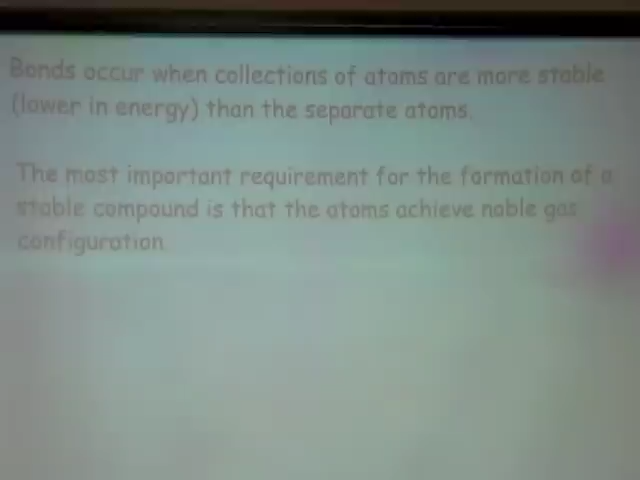 Bonds occur when collections of atoms are more stable
(lower in energy) than the separate atoms.
The most important requirement for the formation of a
stable compound is that the atoms achieve noble gas
configuration